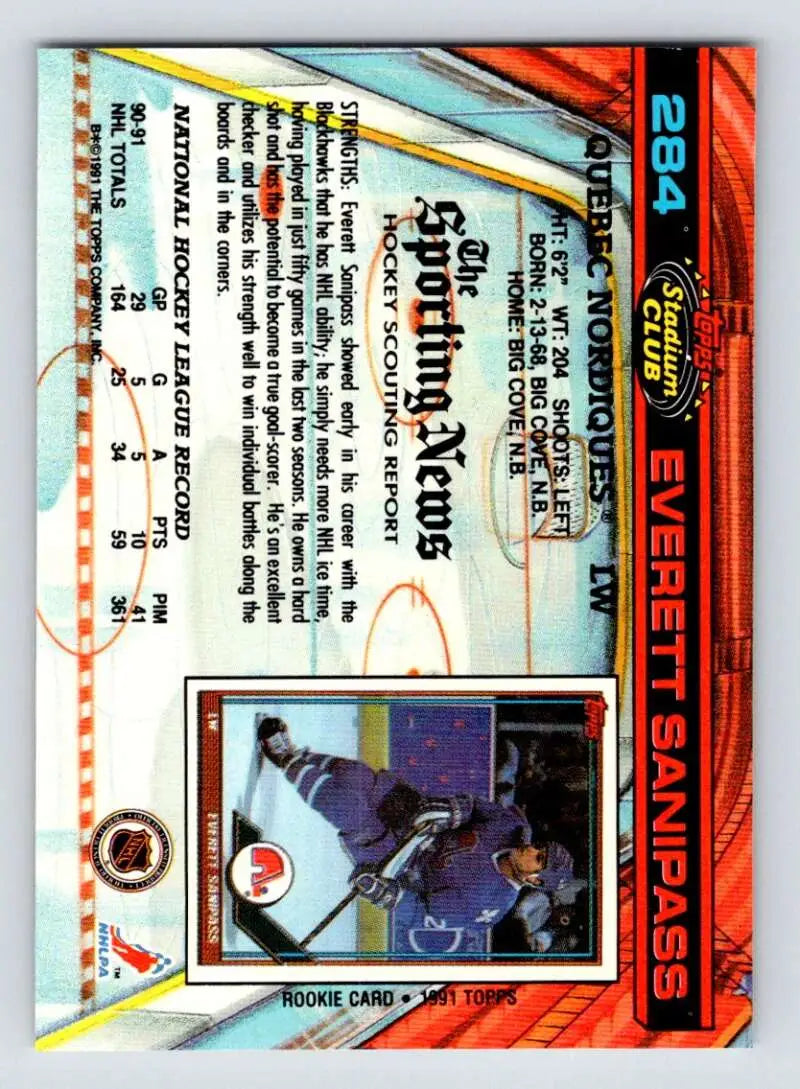 284
topps
Stadium
CLUB
EVERETT SANIPASS
QUEBEC NORDIQUES® LW
HT: 6'2" WT: 204 SHOOTS: LEFT
BORN: 2-13-68, BIG COVE, N.B.
HOME: BIG COVE, N.B.
The
Sporting News
HOCKEY SCOUTING REPORT
STRENGTHS: Everett Sanipass showed early in his career with the
Blackhawks that he has NHL ability; he simply needs more NHL ice time,
having played in just fifty games in the last two seasons. He owns a hard
shot and has the potential to become a true goal-scorer. He's an excellent
checker and utilizes his strength well to win individual battles along the
boards and in the corners.
NATIONAL HOCKEY LEAGUE RECORD
GP G A PTS PIM
90-91 29 5 5 10 41
NHL TOTALS 164 25 34 59 361
B*©1991 THE TOPPS COMPANY, INC.
topps
2
LW EVERETT SANIPASS
ROOKIE CARD • 1991 TOPPS
NHL
NHLPA™